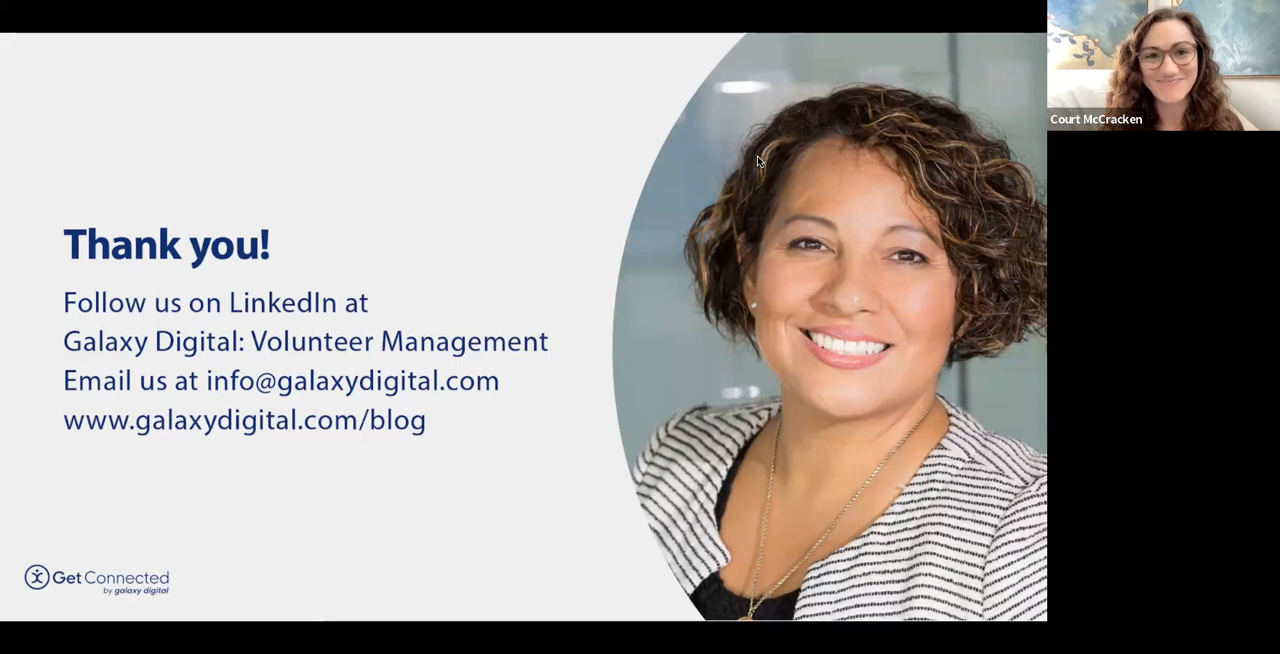 Thank you!
Follow us on LinkedIn at
Galaxy Digital: Volunteer Management
Email us at info@galaxydigital.com
www.galaxydigital.com/blog
Get Connected
by galaxy digital
Court McCracken